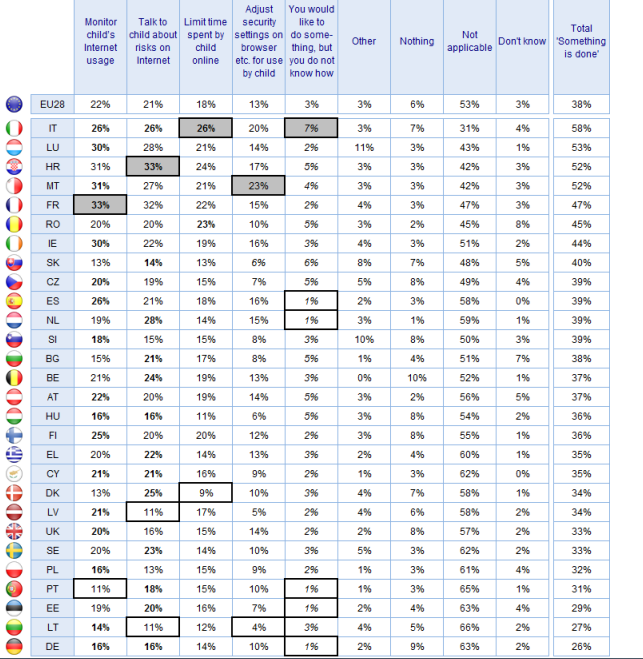 Monitor child's Internet usage	Talk to child about risks on Internet	Limit time spent by child online	Adjust security settings on browser etc. for use by child	You would like to do some-thing, but you do not know how	Other	Nothing	Not applicable	Don't know	Total 'Something is done'
EU28 22% 21% 18% 13% 3% 3% 6% 53% 3% 38%
IT 26% 26% 26% 20% 7% 3% 7% 31% 4% 58%
LU 30% 28% 21% 14% 2% 11% 3% 43% 1% 53%
HR 31% 33% 24% 17% 5% 3% 3% 42% 3% 52%
MT 31% 27% 21% 23% 4% 3% 3% 42% 3% 52%
FR 33% 32% 22% 15% 2% 4% 3% 47% 3% 47%
RO 20% 20% 23% 10% 5% 3% 2% 45% 8% 45%
IE 30% 22% 19% 16% 3% 4% 3% 51% 2% 44%
SK 13% 14% 13% 6% 6% 8% 7% 48% 5% 40%
CZ 20% 19% 15% 7% 5% 5% 8% 49% 4% 39%
ES 26% 21% 18% 16% 1% 2% 3% 58% 0% 39%
NL 19% 28% 14% 15% 1% 3% 1% 59% 1% 39%
SI 18% 15% 15% 8% 3% 10% 8% 50% 3% 39%
BG 15% 21% 17% 8% 5% 1% 4% 51% 7% 38%
BE 21% 24% 19% 13% 3% 0% 10% 52% 1% 37%
AT 22% 20% 19% 14% 5% 3% 2% 56% 5% 37%
HU 16% 16% 11% 6% 5% 3% 8% 54% 2% 36%
FI 25% 20% 20% 12% 2% 3% 8% 55% 1% 36%
EL 20% 22% 14% 13% 3% 2% 4% 60% 1% 35%
CY 21% 21% 16% 9% 2% 1% 3% 62% 0% 35%
DK 13% 25% 9% 10% 3% 4% 7% 58% 1% 34%
LV 21% 11% 17% 5% 2% 4% 6% 58% 2% 34%
UK 20% 16% 15% 14% 2% 2% 8% 57% 2% 33%
SE 20% 23% 14% 10% 3% 5% 3% 62% 2% 33%
PL 16% 13% 15% 9% 2% 1% 3% 61% 4% 32%
PT 11% 18% 15% 10% 1% 1% 3% 65% 1% 31%
EE 19% 20% 16% 7% 1% 2% 4% 63% 4% 29%
LT 14% 11% 12% 4% 3% 4% 5% 66% 2% 27%
DE 16% 16% 14% 10% 1% 2% 9% 63% 2% 26%